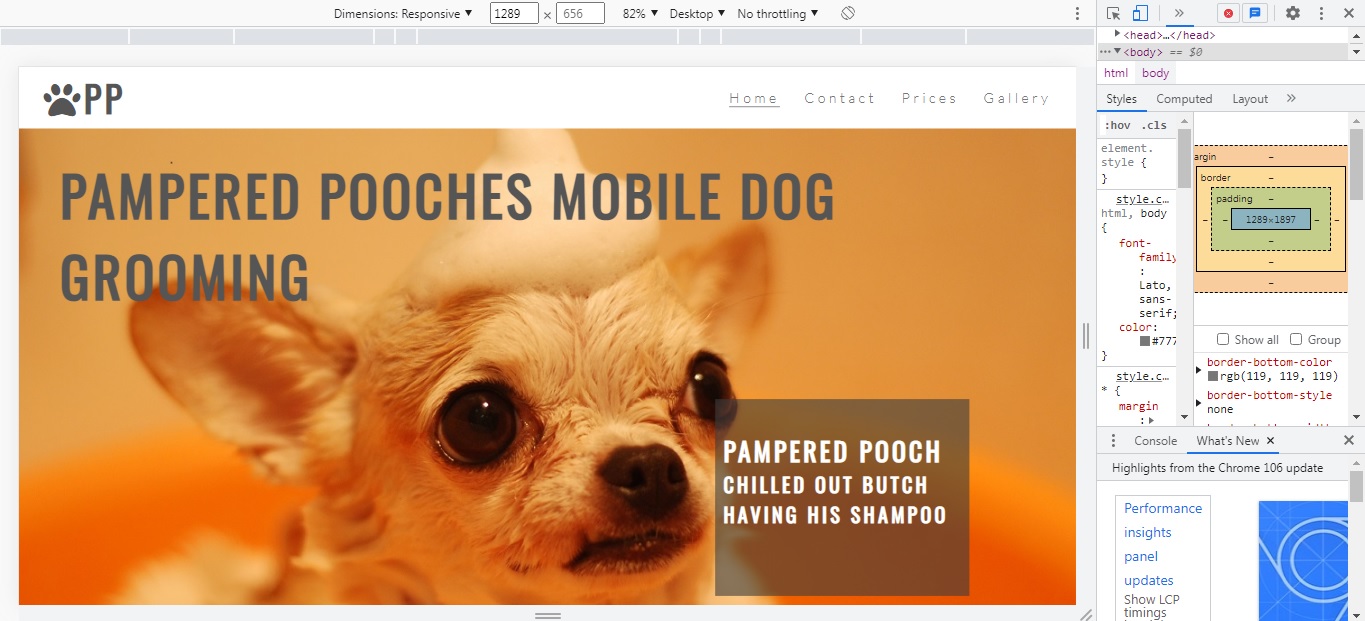 Dimensions: Responsive ▼ 1289 × 656 82% ▼ Desktop ▼ No throttling ▼
PP
Home Contact Prices Gallery
PAMPERED POOCHES MOBILE DOG
GROOMING
PAMPERED POOCH
CHILLED OUT BUTCH
HAVING HIS SHAMPOO
<head>…</head>
<body> == $0
html body
Styles Computed Layout
:hov .cls
element.
style {
}
style.c…
html, body
{
font-
family
:
Lato,
sans-
serif;
color:
#777
}
style.c…
* {
margin
:
argin –
border –
padding –
– – 1289×1897 – –
–
–
–
Show all Group
border-bottom-color
rgb(119, 119, 119)
border-bottom-style
none
Console What's New ×
Highlights from the Chrome 106 update
Performance
insights
panel
updates
Show LCP
timings